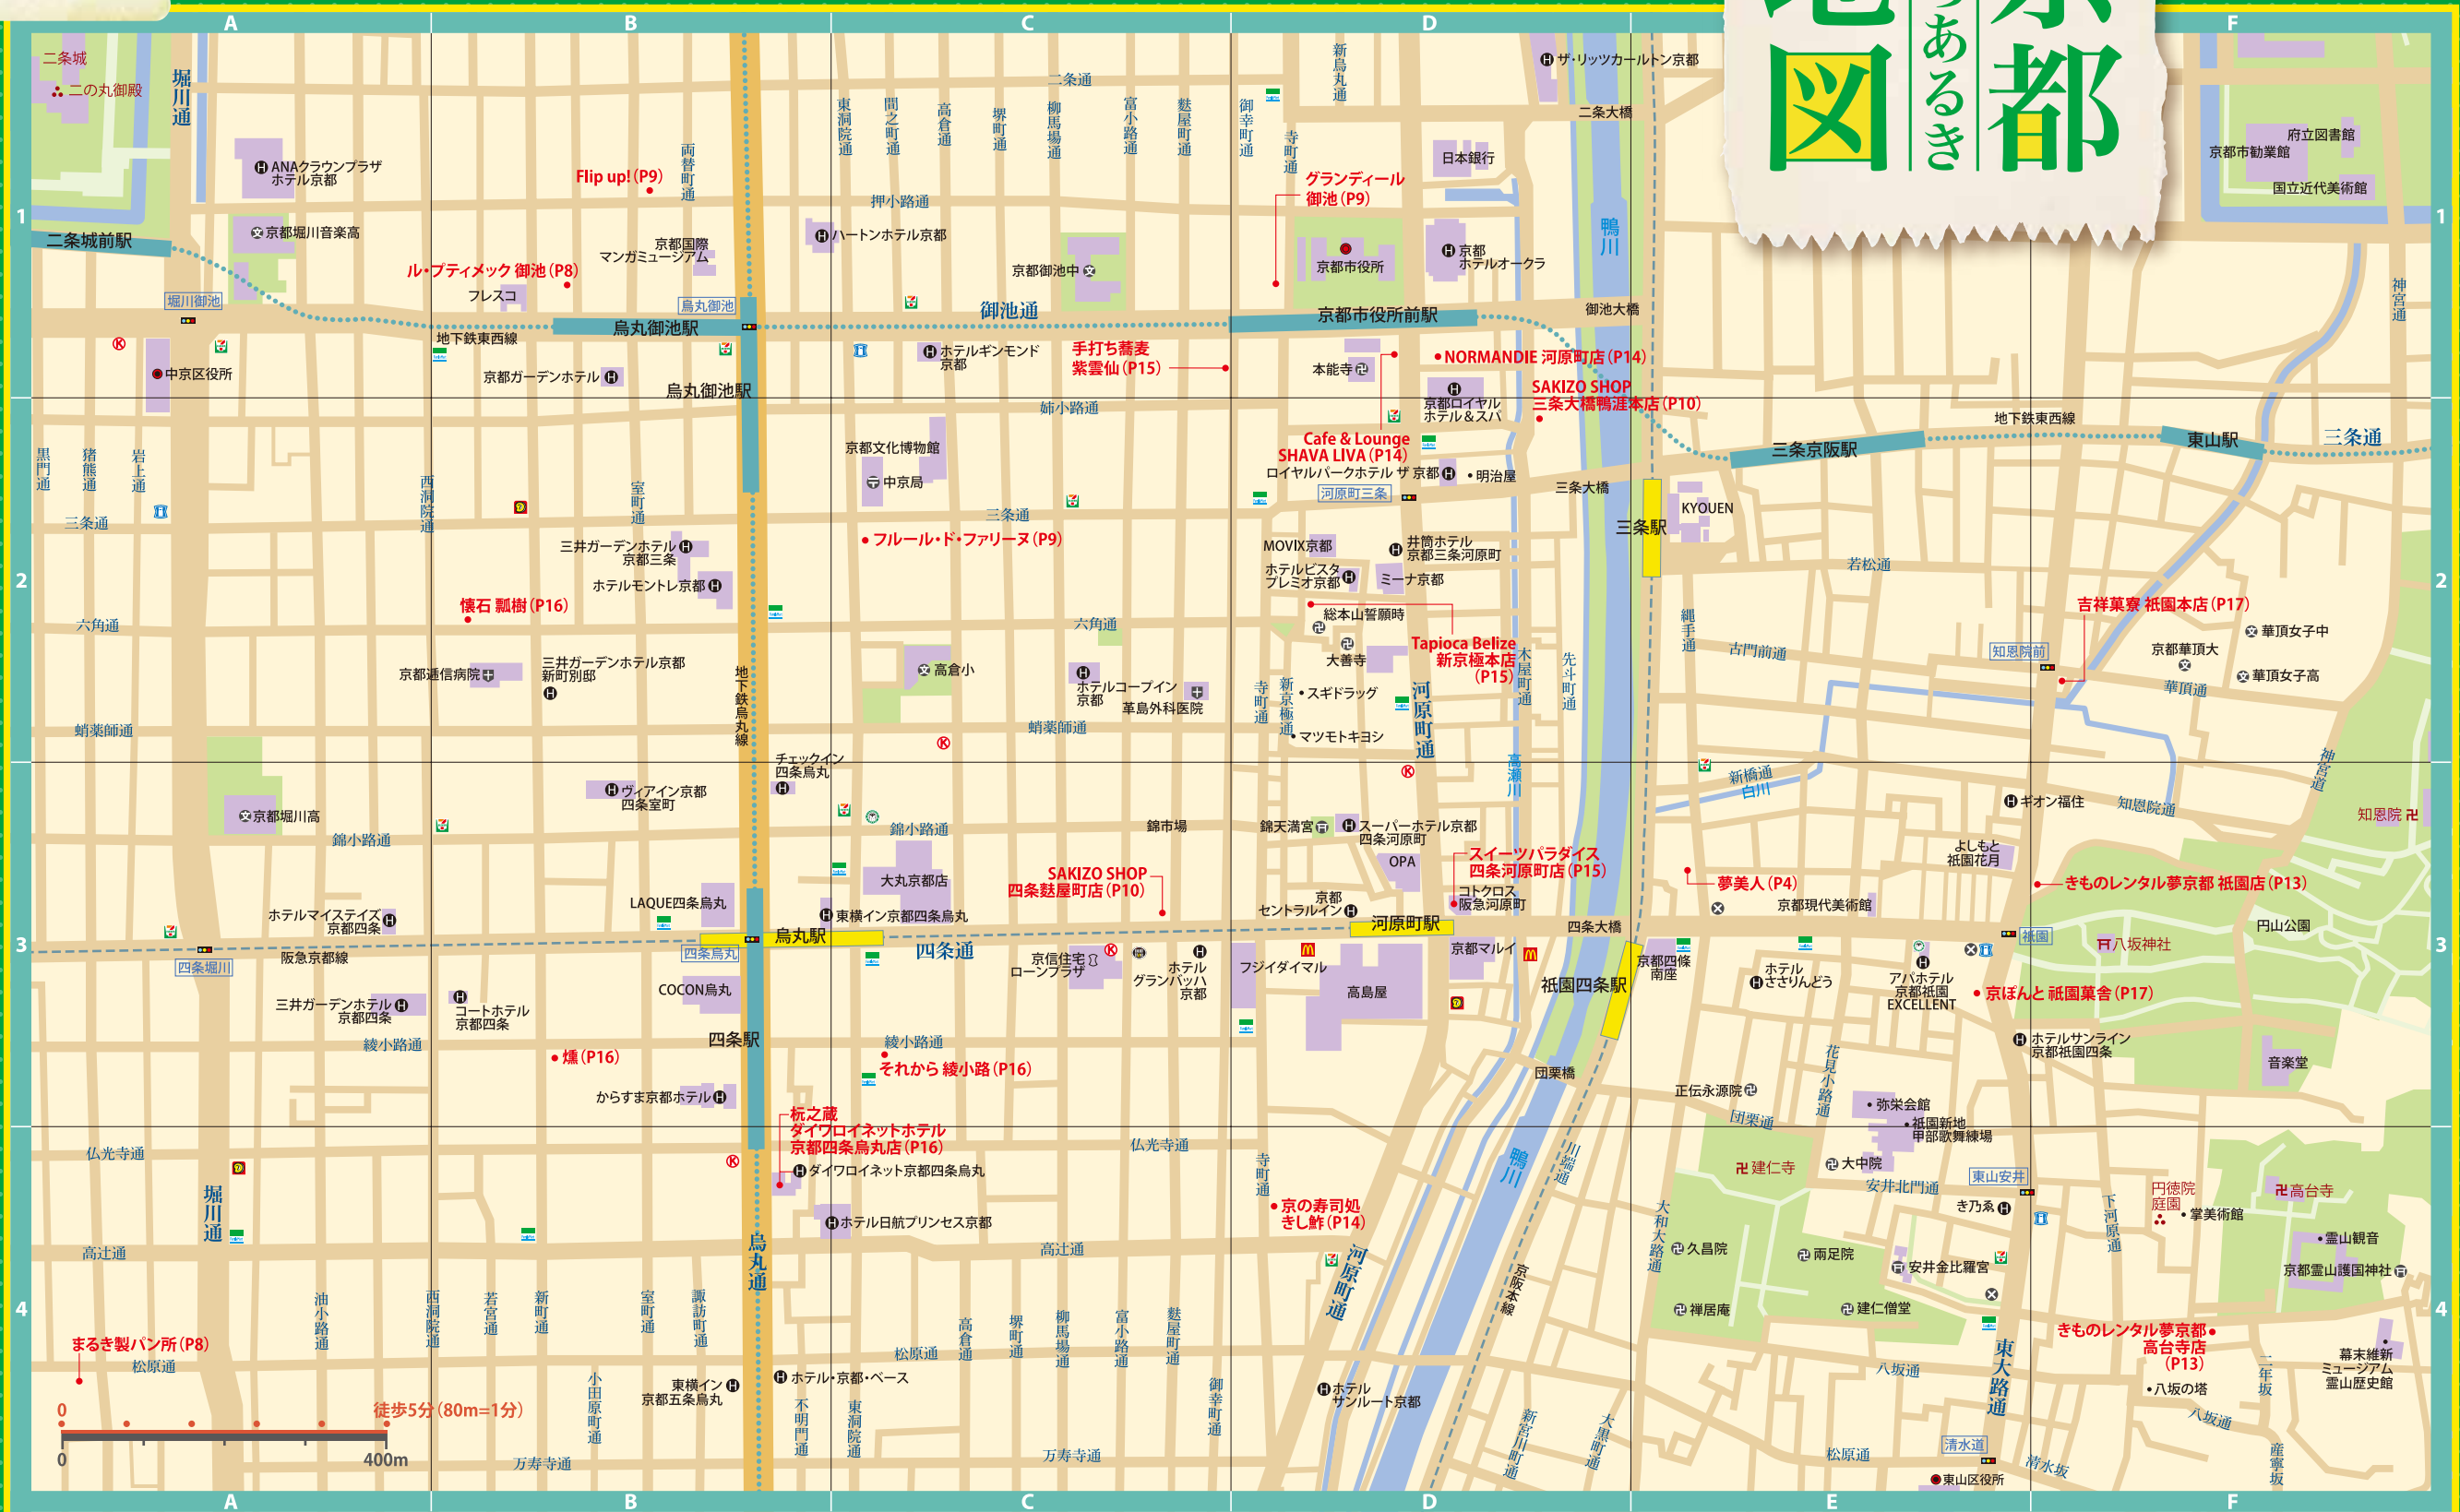 A
B
C
D
F
京都
あるき
地図
1
二条城
二の丸御殿
堀川通
ANAクラウンプラザ
ホテル京都
京都堀川音楽高
二条城前駅
堀川御池
中京区役所
Flip up!(P9)
両替町通
京都国際
マンガミュージアム
ル・プティメック 御池(P8)
フレスコ
烏丸御池
烏丸御池駅
地下鉄東西線
京都ガーデンホテル
烏丸御池駅
二条通
東洞院通
間之町通
高倉通
堺町通
柳馬場通
富小路通
麩屋町通
押小路通
ハートンホテル京都
京都御池中
御池通
ホテルギンモンド
京都
手打ち蕎麦
紫雲仙(P15)
御幸町通
寺町通
新烏丸通
グランディール
御池(P9)
日本銀行
京都市役所
京都
ホテルオークラ
京都市役所前駅
本能寺
NORMANDIE 河原町店(P14)
SAKIZO SHOP
三条大橋鴨涯本店(P10)
京都ロイヤル
ホテル&スパ
ザ・リッツカールトン京都
二条大橋
鴨川
御池大橋
府立図書館
京都市勧業館
国立近代美術館
神宮通
1
2
黒門通
猪熊通
岩上通
三条通
六角通
蛸薬師通
西洞院通
室町通
三井ガーデンホテル
京都三条
ホテルモントレ京都
懐石 瓢樹(P16)
京都逓信病院
三井ガーデンホテル京都
新町別邸
地下鉄烏丸線
姉小路通
京都文化博物館
中京局
三条通
フルール・ド・ファリーヌ(P9)
六角通
高倉小
ホテルコープイン
京都
革島外科医院
蛸薬師通
Cafe & Lounge
SHAVA LIVA(P14)
ロイヤルパークホテル ザ 京都
明治屋
河原町三条
三条大橋
MOVIX京都
井筒ホテル
京都三条河原町
ホテルビスタ
プレミオ京都
ミーナ京都
総本山誓願時
大善寺
Tapioca Belize
新京極本店
(P15)
寺町通
新京極通
スギドラッグ
マツモトキヨシ
河原町通
木屋町通
先斗町通
三条京阪駅
地下鉄東西線
東山駅
三条通
三条駅
KYOUEN
若松通
縄手通
古門前通
吉祥菓寮 祇園本店(P17)
知恩院前
華頂女子中
京都華頂大
華頂女子高
華頂通
神宮道
2
3
京都堀川高
錦小路通
ホテルマイステイズ
京都四条
四条堀川
阪急京都線
三井ガーデンホテル
京都四条
綾小路通
ヴィアイン京都
四条室町
チェックイン
四条烏丸
LAQUE四条烏丸
四条烏丸
烏丸駅
COCON烏丸
コートホテル
京都四条
四条駅
燻(P16)
からすま京都ホテル
錦小路通
大丸京都店
東横イン京都四条烏丸
四条通
錦市場
SAKIZO SHOP
四条麩屋町店(P10)
京信住宅
ローンプラザ
ホテル
グランバッハ
京都
綾小路通
それから 綾小路(P16)
杬之蔵
ダイワロイネットホテル
京都四条烏丸店(P16)
錦天満宮
スーパーホテル京都
四条河原町
OPA
スイーツパラダイス
四条河原町店(P15)
コトクロス
阪急河原町
京都
セントラルイン
河原町駅
フジイダイマル
高島屋
京都マルイ
高瀬川
四条大橋
祇園四条駅
団栗橋
新橋通
白川
夢美人(P4)
京都現代美術館
京都四條
南座
ホテル
ささりんどう
アパホテル
京都祇園
EXCELLENT
京ぽんと 祇園菓舎(P17)
ギオン福住
よしもと
祇園花月
祇園
ホテルサンライン
京都祇園四条
花見小路通
正伝永源院
団栗通
弥栄会館
祇園新地
甲部歌舞練場
知恩院通
知恩院
きものレンタル夢京都 祇園店(P13)
円山公園
八坂神社
音楽堂
3
4
仏光寺通
堀川通
高辻通
まるき製パン所(P8)
松原通
油小路通
西洞院通
若宮通
新町通
室町通
諏訪町通
小田原町通
東横イン
京都五条烏丸
万寿寺通
烏丸通
仏光寺通
ダイワロイネット京都四条烏丸
ホテル日航プリンセス京都
高辻通
高倉通
堺町通
柳馬場通
富小路通
麩屋町通
松原通
ホテル・京都・ベース
不明門通
東洞院通
御幸町通
万寿寺通
寺町通
京の寿司処
きし鮓(P14)
河原町通
ホテル
サンルート京都
鴨川
川端通
京阪本線
新宮川町通
大黒町通
大和大路通
建仁寺
大中院
安井北門通
東山安井
き乃ゑ
久昌院
両足院
安井金比羅宮
禅居庵
建仁僧堂
八坂通
東大路通
松原通
清水道
東山区役所
清水坂
下河原通
円徳院
庭園
掌美術館
高台寺
霊山観音
京都霊山護国神社
きものレンタル夢京都
高台寺店
(P13)
八坂の塔
八坂通
二年坂
産寧坂
幕末維新
ミュージアム
霊山歴史館
4
0
徒歩5分(80m=1分)
0
400m
A
B
C
D
E
F